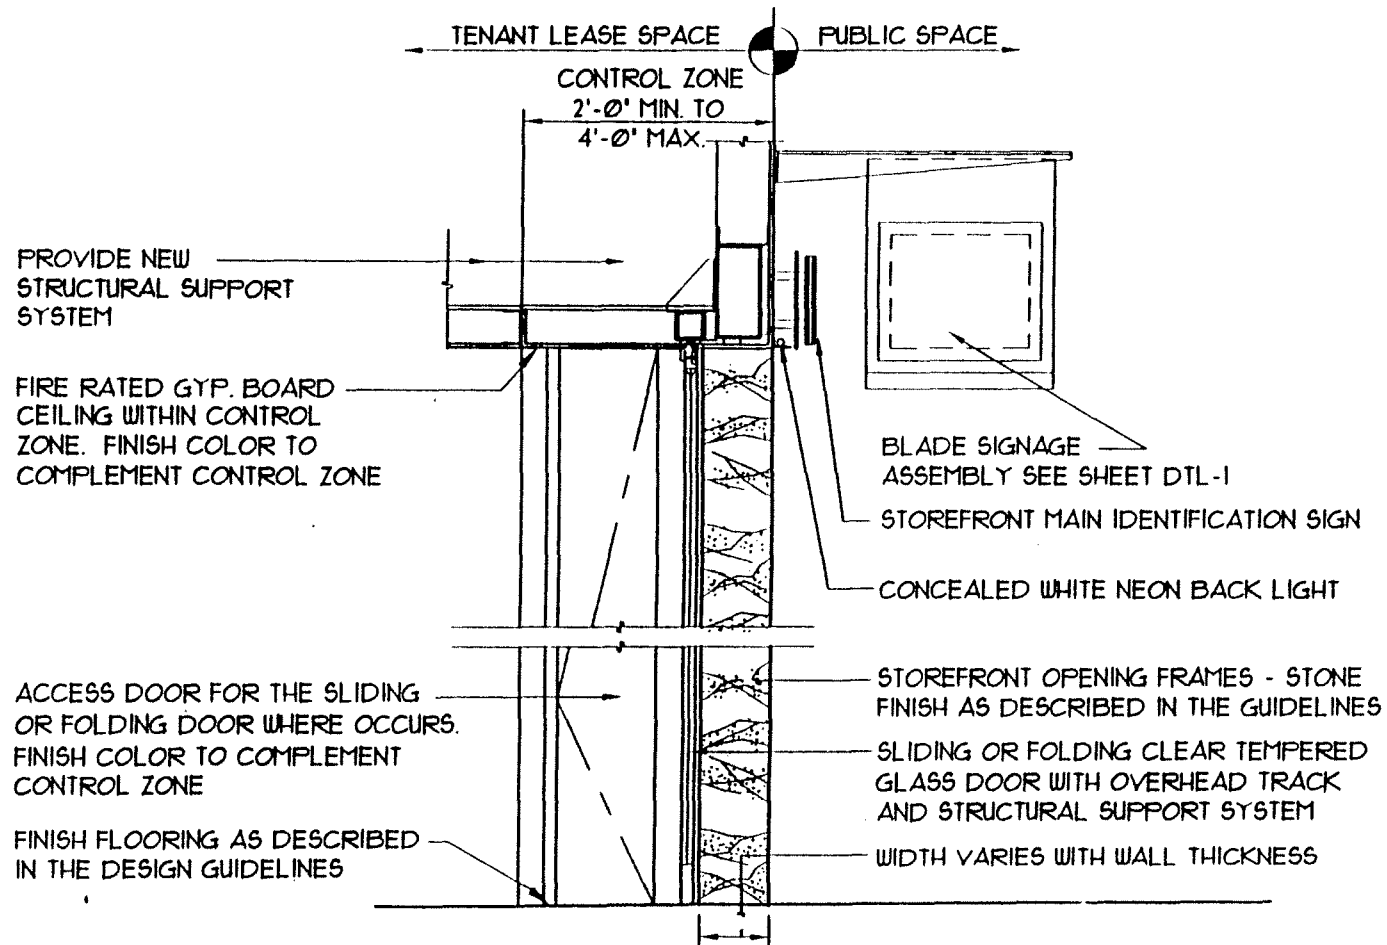 TENANT LEASE SPACE
PUBLIC SPACE
CONTROL ZONE
2'-Ø" MIN. TO
4'-Ø" MAX.
PROVIDE NEW
STRUCTURAL SUPPORT
SYSTEM
FIRE RATED GYP. BOARD
CEILING WITHIN CONTROL
ZONE. FINISH COLOR TO
COMPLEMENT CONTROL ZONE
BLADE SIGNAGE
ASSEMBLY SEE SHEET DTL-1
STOREFRONT MAIN IDENTIFICATION SIGN
CONCEALED WHITE NEON BACK LIGHT
ACCESS DOOR FOR THE SLIDING
OR FOLDING DOOR WHERE OCCURS.
FINISH COLOR TO COMPLEMENT
CONTROL ZONE
STOREFRONT OPENING FRAMES - STONE
FINISH AS DESCRIBED IN THE GUIDELINES
SLIDING OR FOLDING CLEAR TEMPERED
GLASS DOOR WITH OVERHEAD TRACK
AND STRUCTURAL SUPPORT SYSTEM
FINISH FLOORING AS DESCRIBED
IN THE DESIGN GUIDELINES
WIDTH VARIES WITH WALL THICKNESS